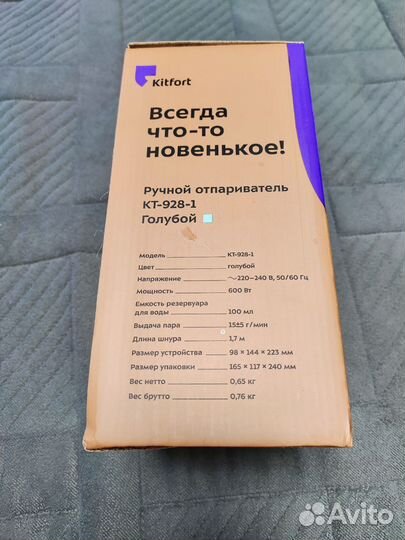 Kitfort
Всегда
что-то
новенькое!
Ручной отпариватель
КТ-928-1
Голубой
Модель КТ-928-1
Цвет голубой
Напряжение ~220–240 В, 50/60 Гц
Мощность 600 Вт
Емкость резервуара
для воды 100 мл
Выдача пара 15±5 г/мин
Длина шнура 1,7 м
Размер устройства 98 × 144 × 223 мм
Размер упаковки 165 × 117 × 240 мм
Вес нетто 0,65 кг
Вес брутто 0,76 кг
Avito